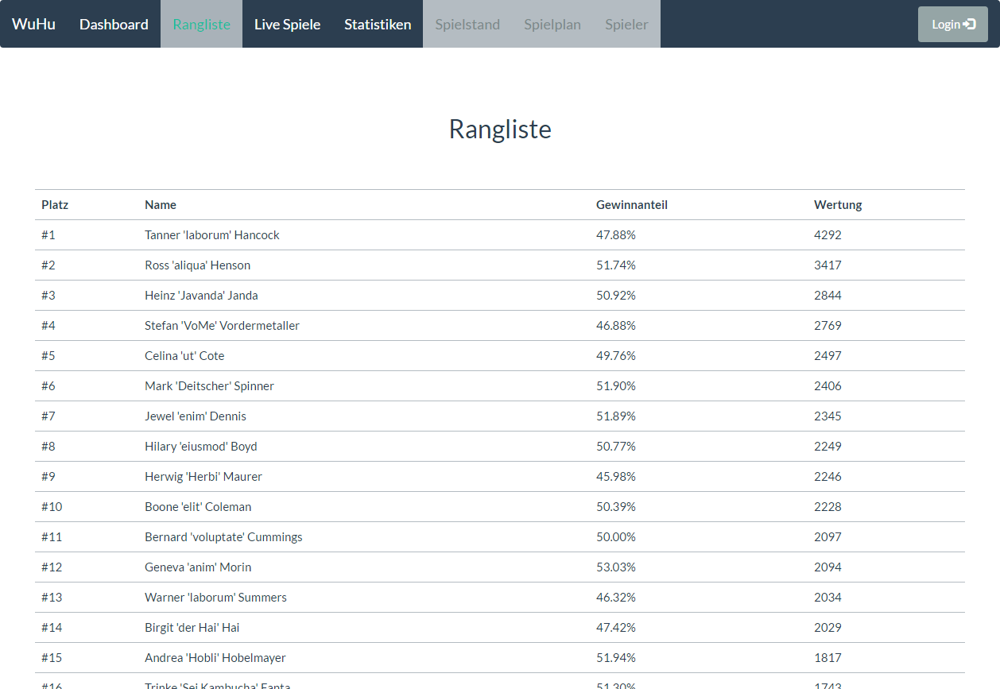 WuHu Dashboard Rangliste Live Spiele Statistiken Spielstand Spielplan Spieler Login
Rangliste
Platz Name Gewinnanteil Wertung
#1 Tanner 'laborum' Hancock 47.88% 4292
#2 Ross 'aliqua' Henson 51.74% 3417
#3 Heinz 'Javanda' Janda 50.92% 2844
#4 Stefan 'VoMe' Vordermetaller 46.88% 2769
#5 Celina 'ut' Cote 49.76% 2497
#6 Mark 'Deitscher' Spinner 51.90% 2406
#7 Jewel 'enim' Dennis 51.89% 2345
#8 Hilary 'eiusmod' Boyd 50.77% 2249
#9 Herwig 'Herbi' Maurer 45.98% 2246
#10 Boone 'elit' Coleman 50.39% 2228
#11 Bernard 'voluptate' Cummings 50.00% 2097
#12 Geneva 'anim' Morin 53.03% 2094
#13 Warner 'laborum' Summers 46.32% 2034
#14 Birgit 'der Hai' Hai 47.42% 2029
#15 Andrea 'Hobli' Hobelmayer 51.94% 1817
#16 Trinke 'Sei Kambucha' Fanta 51.30% 1743